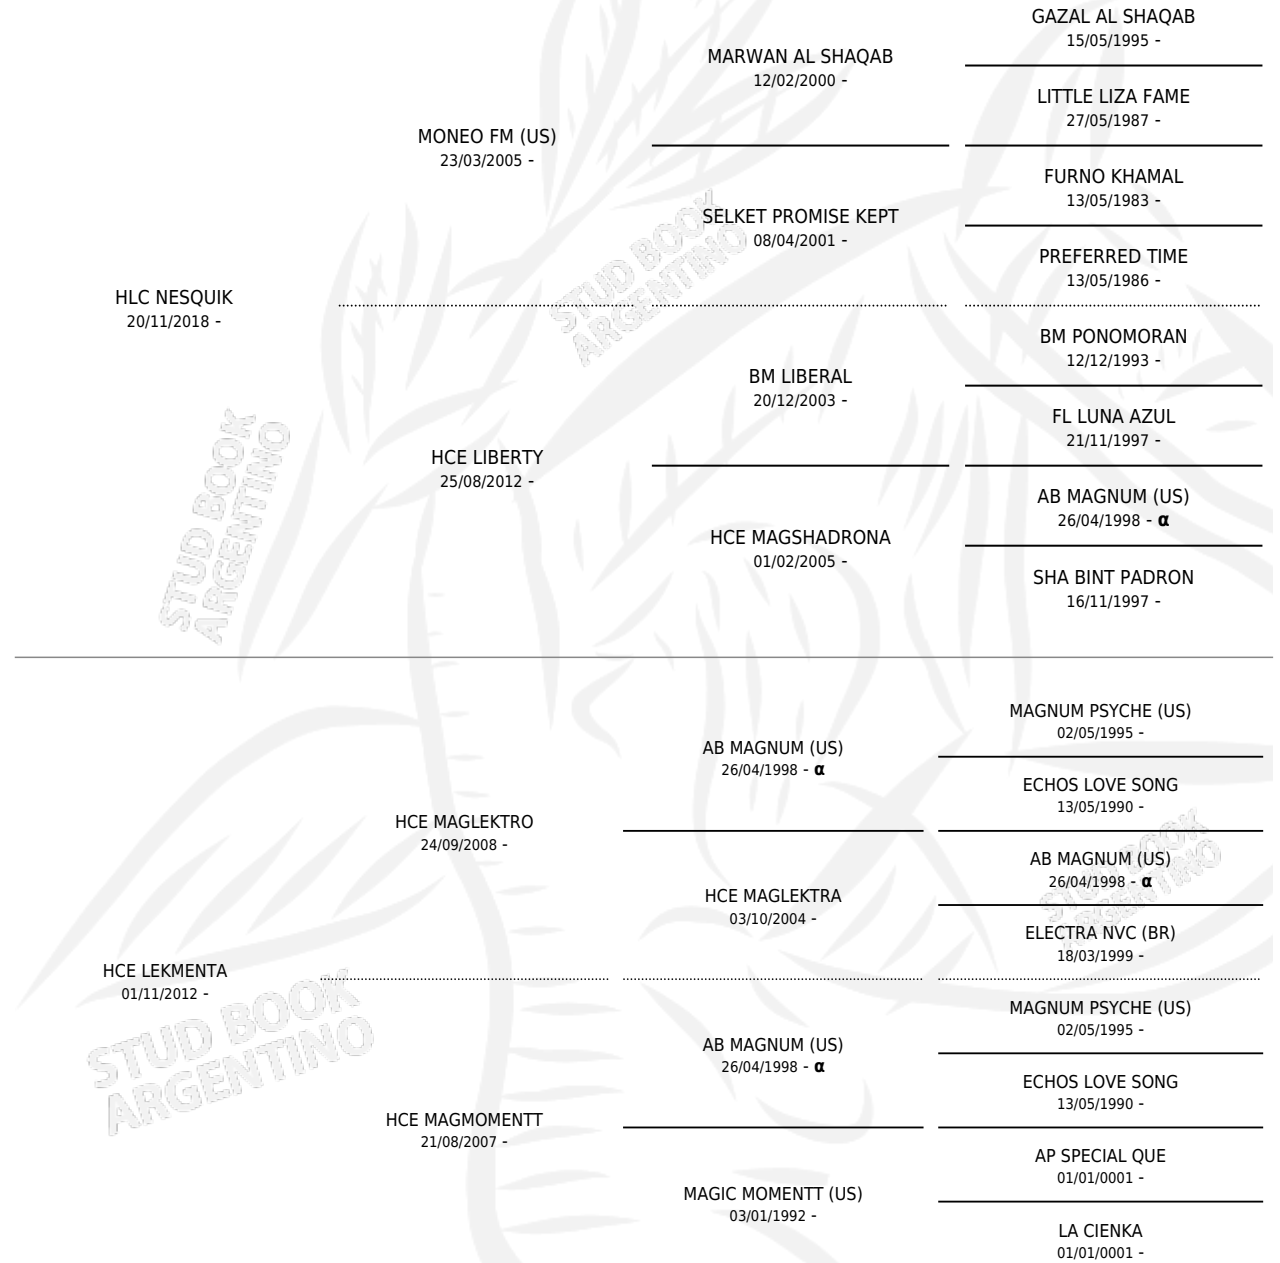 GAZAL AL SHAQAB
15/05/1995 -
MARWAN AL SHAQAB
12/02/2000 -
LITTLE LIZA FAME
27/05/1987 -
MONEO FM (US)
23/03/2005 -
FURNO KHAMAL
13/05/1983 -
SELKET PROMISE KEPT
08/04/2001 -
PREFERRED TIME
13/05/1986 -
HLC NESQUIK
20/11/2018 -
BM PONOMORAN
12/12/1993 -
BM LIBERAL
20/12/2003 -
FL LUNA AZUL
21/11/1997 -
HCE LIBERTY
25/08/2012 -
AB MAGNUM (US)
26/04/1998 - α
HCE MAGSHADRONA
01/02/2005 -
SHA BINT PADRON
16/11/1997 -
MAGNUM PSYCHE (US)
02/05/1995 -
AB MAGNUM (US)
26/04/1998 - α
ECHOS LOVE SONG
13/05/1990 -
HCE MAGLEKTRO
24/09/2008 -
AB MAGNUM (US)
26/04/1998 - α
HCE MAGLEKTRA
03/10/2004 -
ELECTRA NVC (BR)
18/03/1999 -
HCE LEKMENTA
01/11/2012 -
MAGNUM PSYCHE (US)
02/05/1995 -
AB MAGNUM (US)
26/04/1998 - α
ECHOS LOVE SONG
13/05/1990 -
HCE MAGMOMENTT
21/08/2007 -
AP SPECIAL QUE
01/01/0001 -
MAGIC MOMENTT (US)
03/01/1992 -
LA CIENKA
01/01/0001 -
STUD BOOK
ARGENTINO
STUD BOOK
ARGENTINO
STUD BOOK
ARGENTINO
STUD BOOK
ARGENTINO